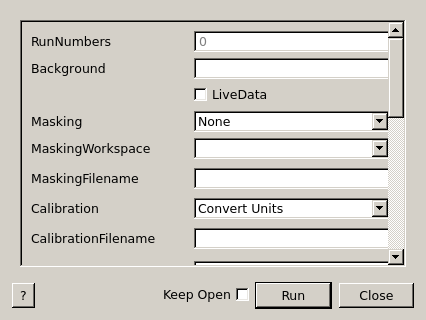 RunNumbers 0
Background
LiveData
Masking None
MaskingWorkspace
MaskingFilename
Calibration Convert Units
CalibrationFilename
? Keep Open Run Close